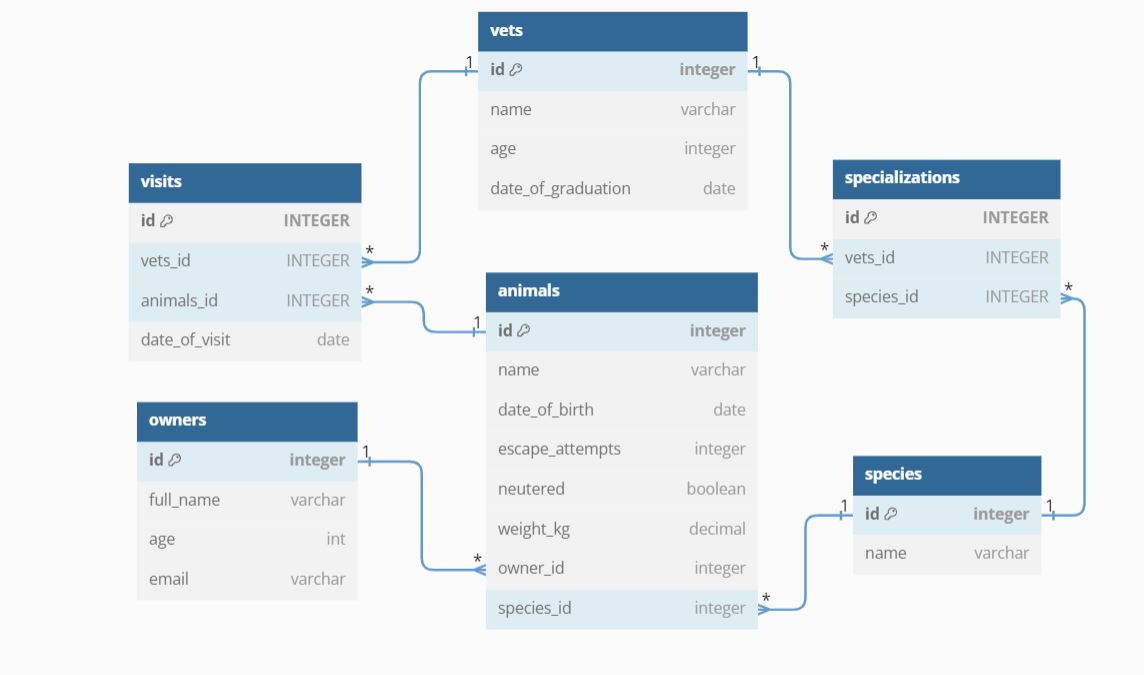 vets
id integer
name varchar
age integer
date_of_graduation date
visits
id INTEGER
vets_id INTEGER
animals_id INTEGER
date_of_visit date
specializations
id INTEGER
vets_id INTEGER
species_id INTEGER
animals
id integer
name varchar
date_of_birth date
escape_attempts integer
neutered boolean
weight_kg decimal
owner_id integer
species_id integer
owners
id integer
full_name varchar
age int
email varchar
species
id integer
name varchar
1
1
*
*
*
1
*
1
*
1
1
*